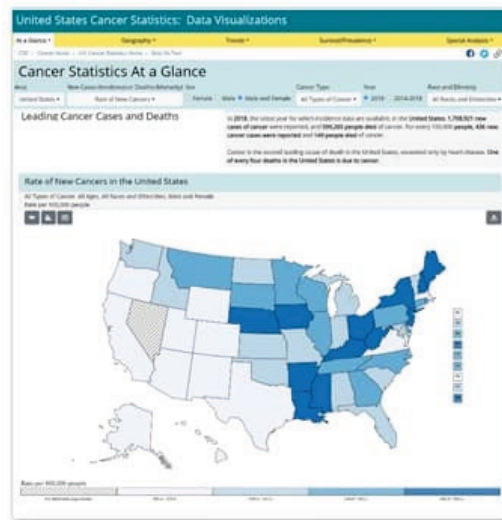 United States Cancer Statistics: Data Visualizations
At a Glance Geography Trends Survival/Prevalence Special Analysis
Cancer Statistics At a Glance
Area New Cases (Incidence) or Deaths (Mortality) Sex Cancer Type Year Race and Ethnicity
United States Rate of New Cancers Female Male Male and Female All Types of Cancer 2018 2014-2018 All Races and Ethnicities
Leading Cancer Cases and Deaths
In 2018, the latest year for which incidence data are available, in the United States, new
cases of cancer were reported, and people died of cancer. For every 100,000 people, 436 new
cancer cases were reported and 149 people died of cancer.
Cancer is the second leading cause of death in the United States, exceeded only by heart disease. One
of every four deaths in the United States is due to cancer.
Rate of New Cancers in the United States
All Types of Cancer, All Ages, All Races and Ethnicities, Male and Female
Rate per 100,000 people
Rate per 100,000 people